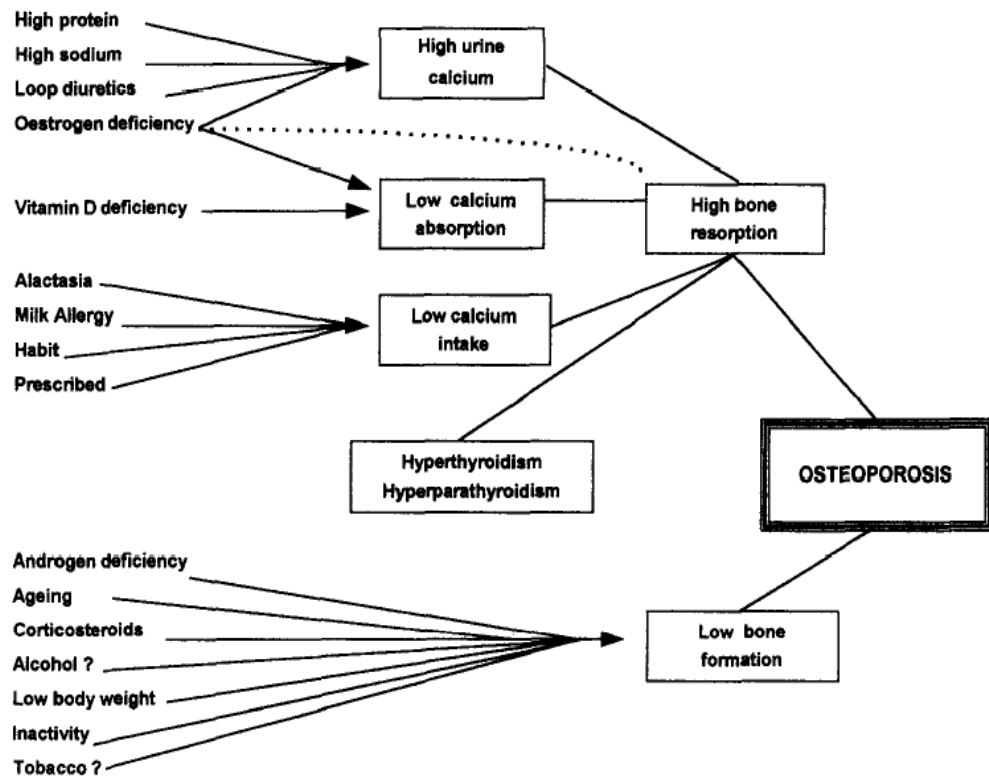 High protein
High sodium
Loop diuretics
Oestrogen deficiency
High urine
calcium
Vitamin D deficiency
Low calcium
absorption
High bone
resorption
Alactasia
Milk Allergy
Habit
Prescribed
Low calcium
intake
Hyperthyroidism
Hyperparathyroidism
OSTEOPOROSIS
Androgen deficiency
Ageing
Corticosteroids
Alcohol ?
Low body weight
Inactivity
Tobacco ?
Low bone
formation